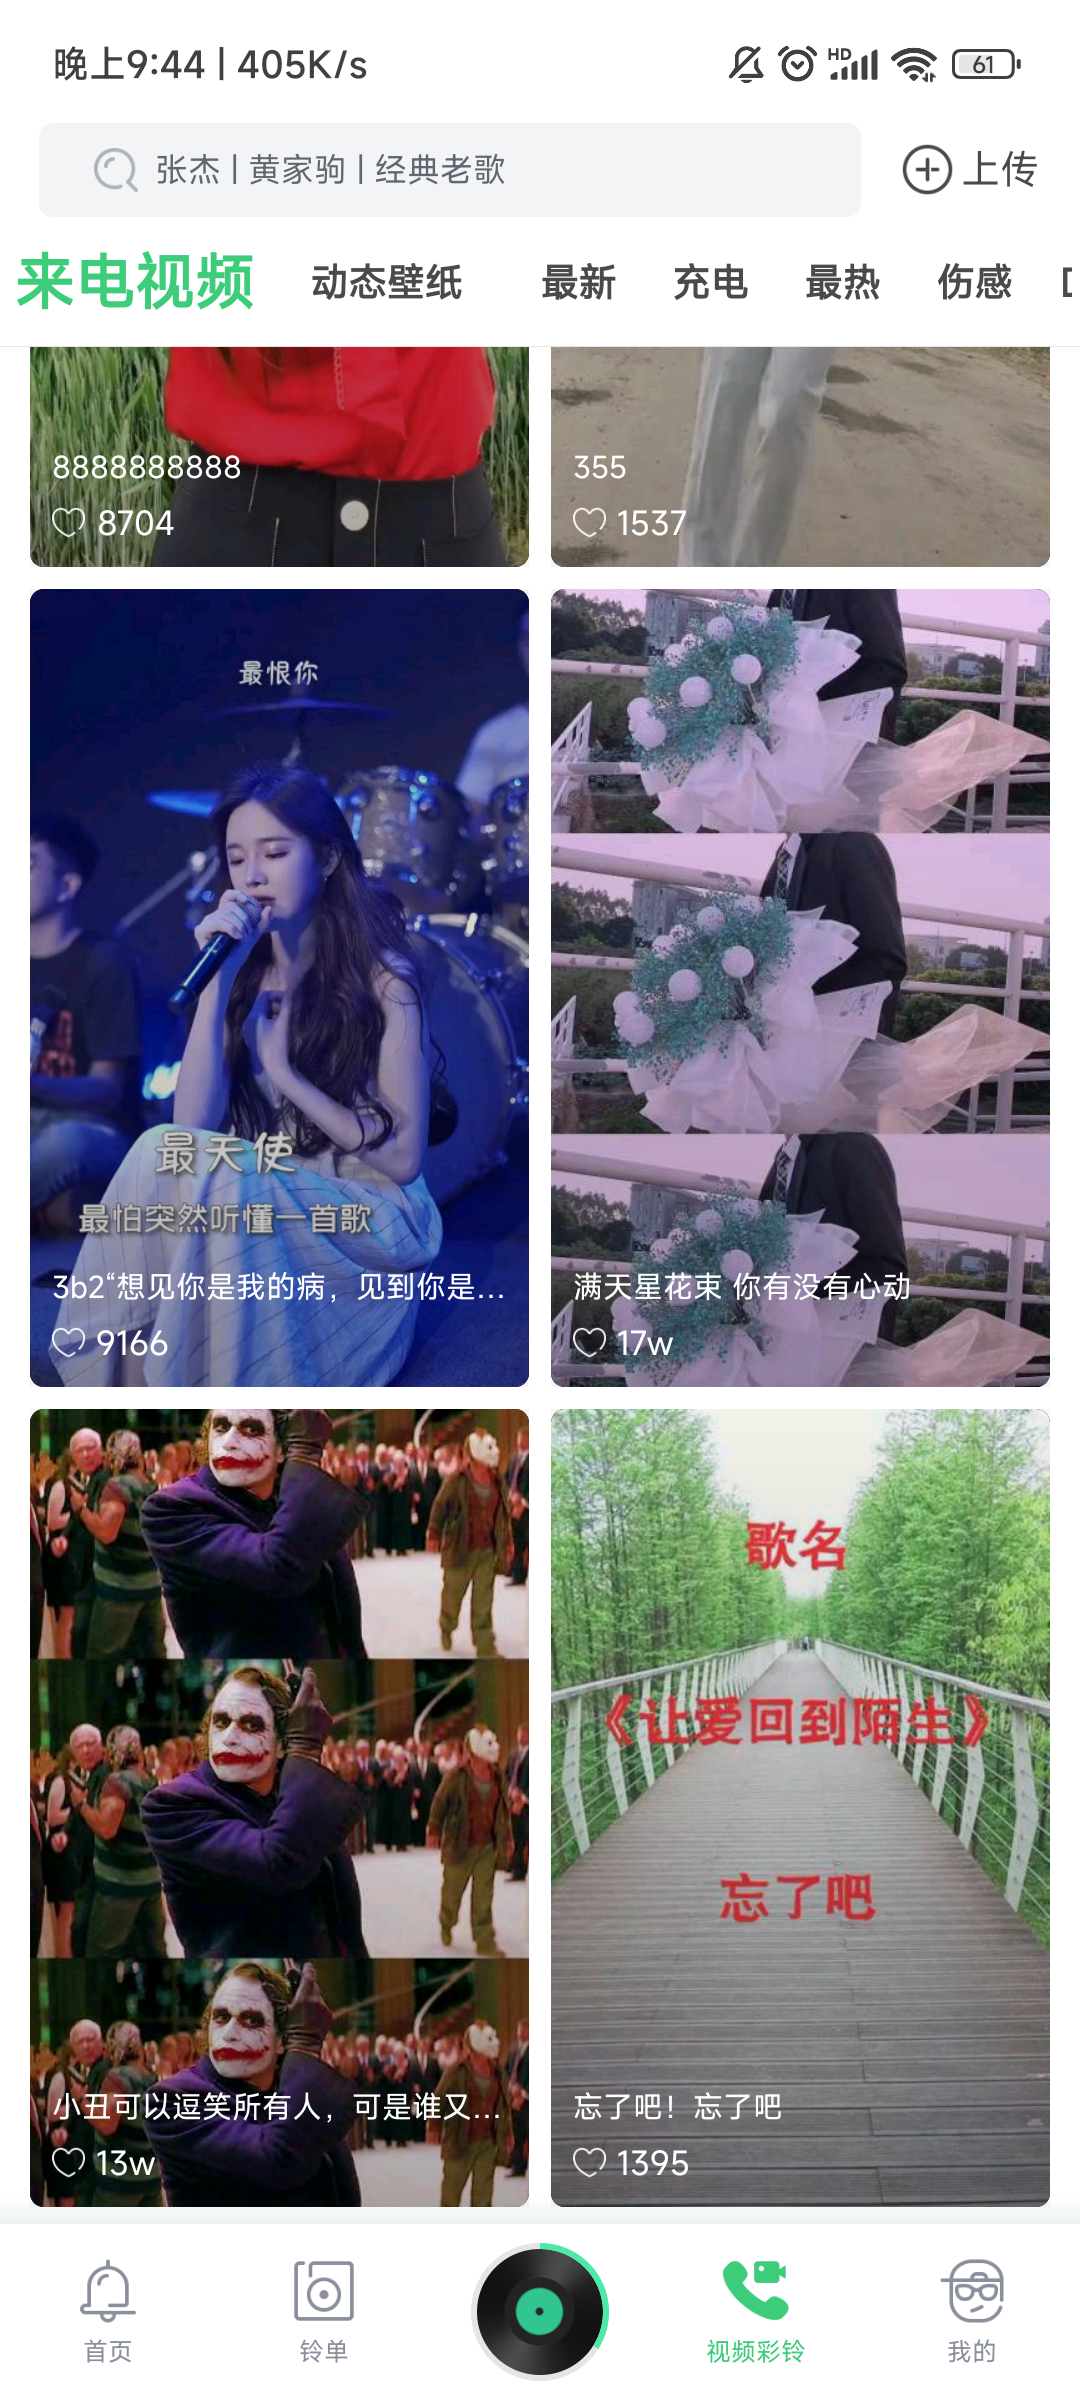 晚上9:44 | 405K/s
HD
61
张杰 | 黄家驹 | 经典老歌
上传
来电视频
动态壁纸
最新
充电
最热
伤感
8888888888
8704
355
1537
最恨你
最天使
最怕突然听懂一首歌
3b2“想见你是我的病，见到你是...
9166
满天星花束 你有没有心动
17w
小丑可以逗笑所有人，可是谁又...
13w
歌名
《让爱回到陌生》
忘了吧
忘了吧！忘了吧
1395
首页
铃单
视频彩铃
我的